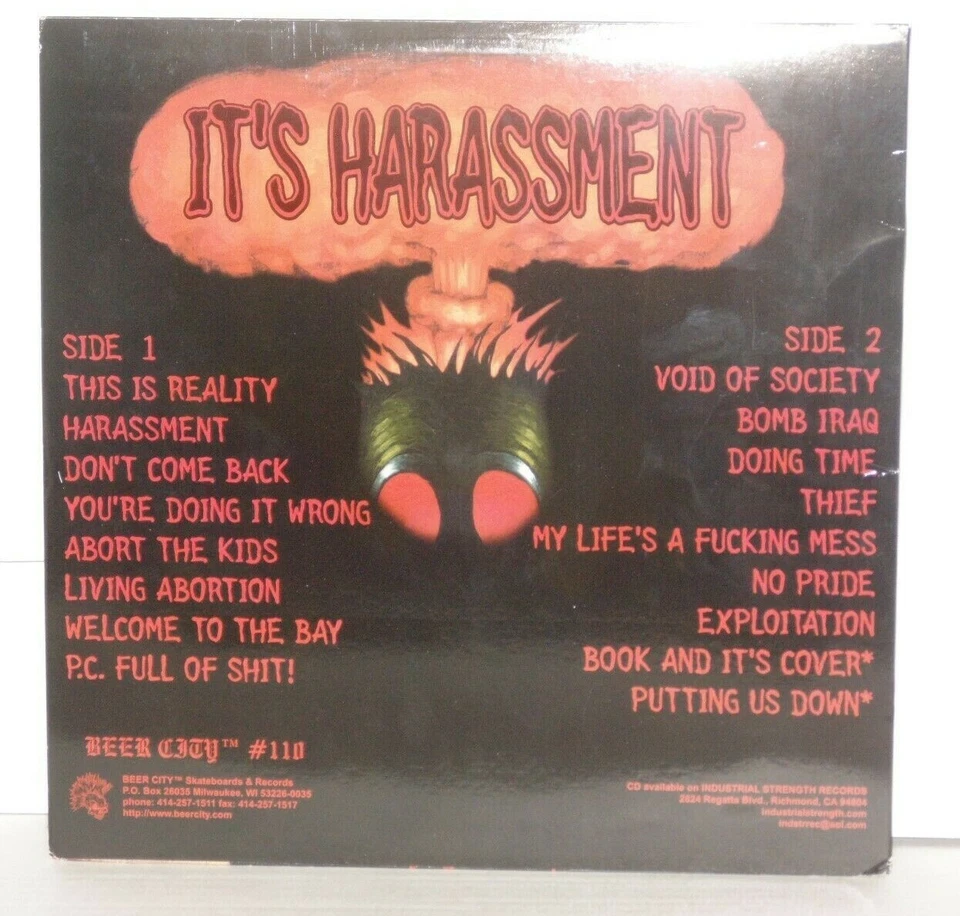 IT'S HARASSMENT
SIDE 1
THIS IS REALITY
HARASSMENT
DON'T COME BACK
YOU'RE DOING IT WRONG
ABORT THE KIDS
LIVING ABORTION
WELCOME TO THE BAY
P.C. FULL OF SHIT!
SIDE 2
VOID OF SOCIETY
BOMB IRAQ
DOING TIME
THIEF
MY LIFE'S A FUCKING MESS
NO PRIDE
EXPLOITATION
BOOK AND IT'S COVER*
PUTTING US DOWN*
BEER CITY™ #110
BEER CITY™ Skateboards & Records
P.O. Box 26035 Milwaukee, WI 53226-0035
phone: 414-257-1511 fax: 414-257-1517
http://www.beercity.com
CD available on INDUSTRIAL STRENGTH RECORDS
2824 Regatta Blvd., Richmond, CA 94804
industrialstrength.com
indstrrec@aol.com